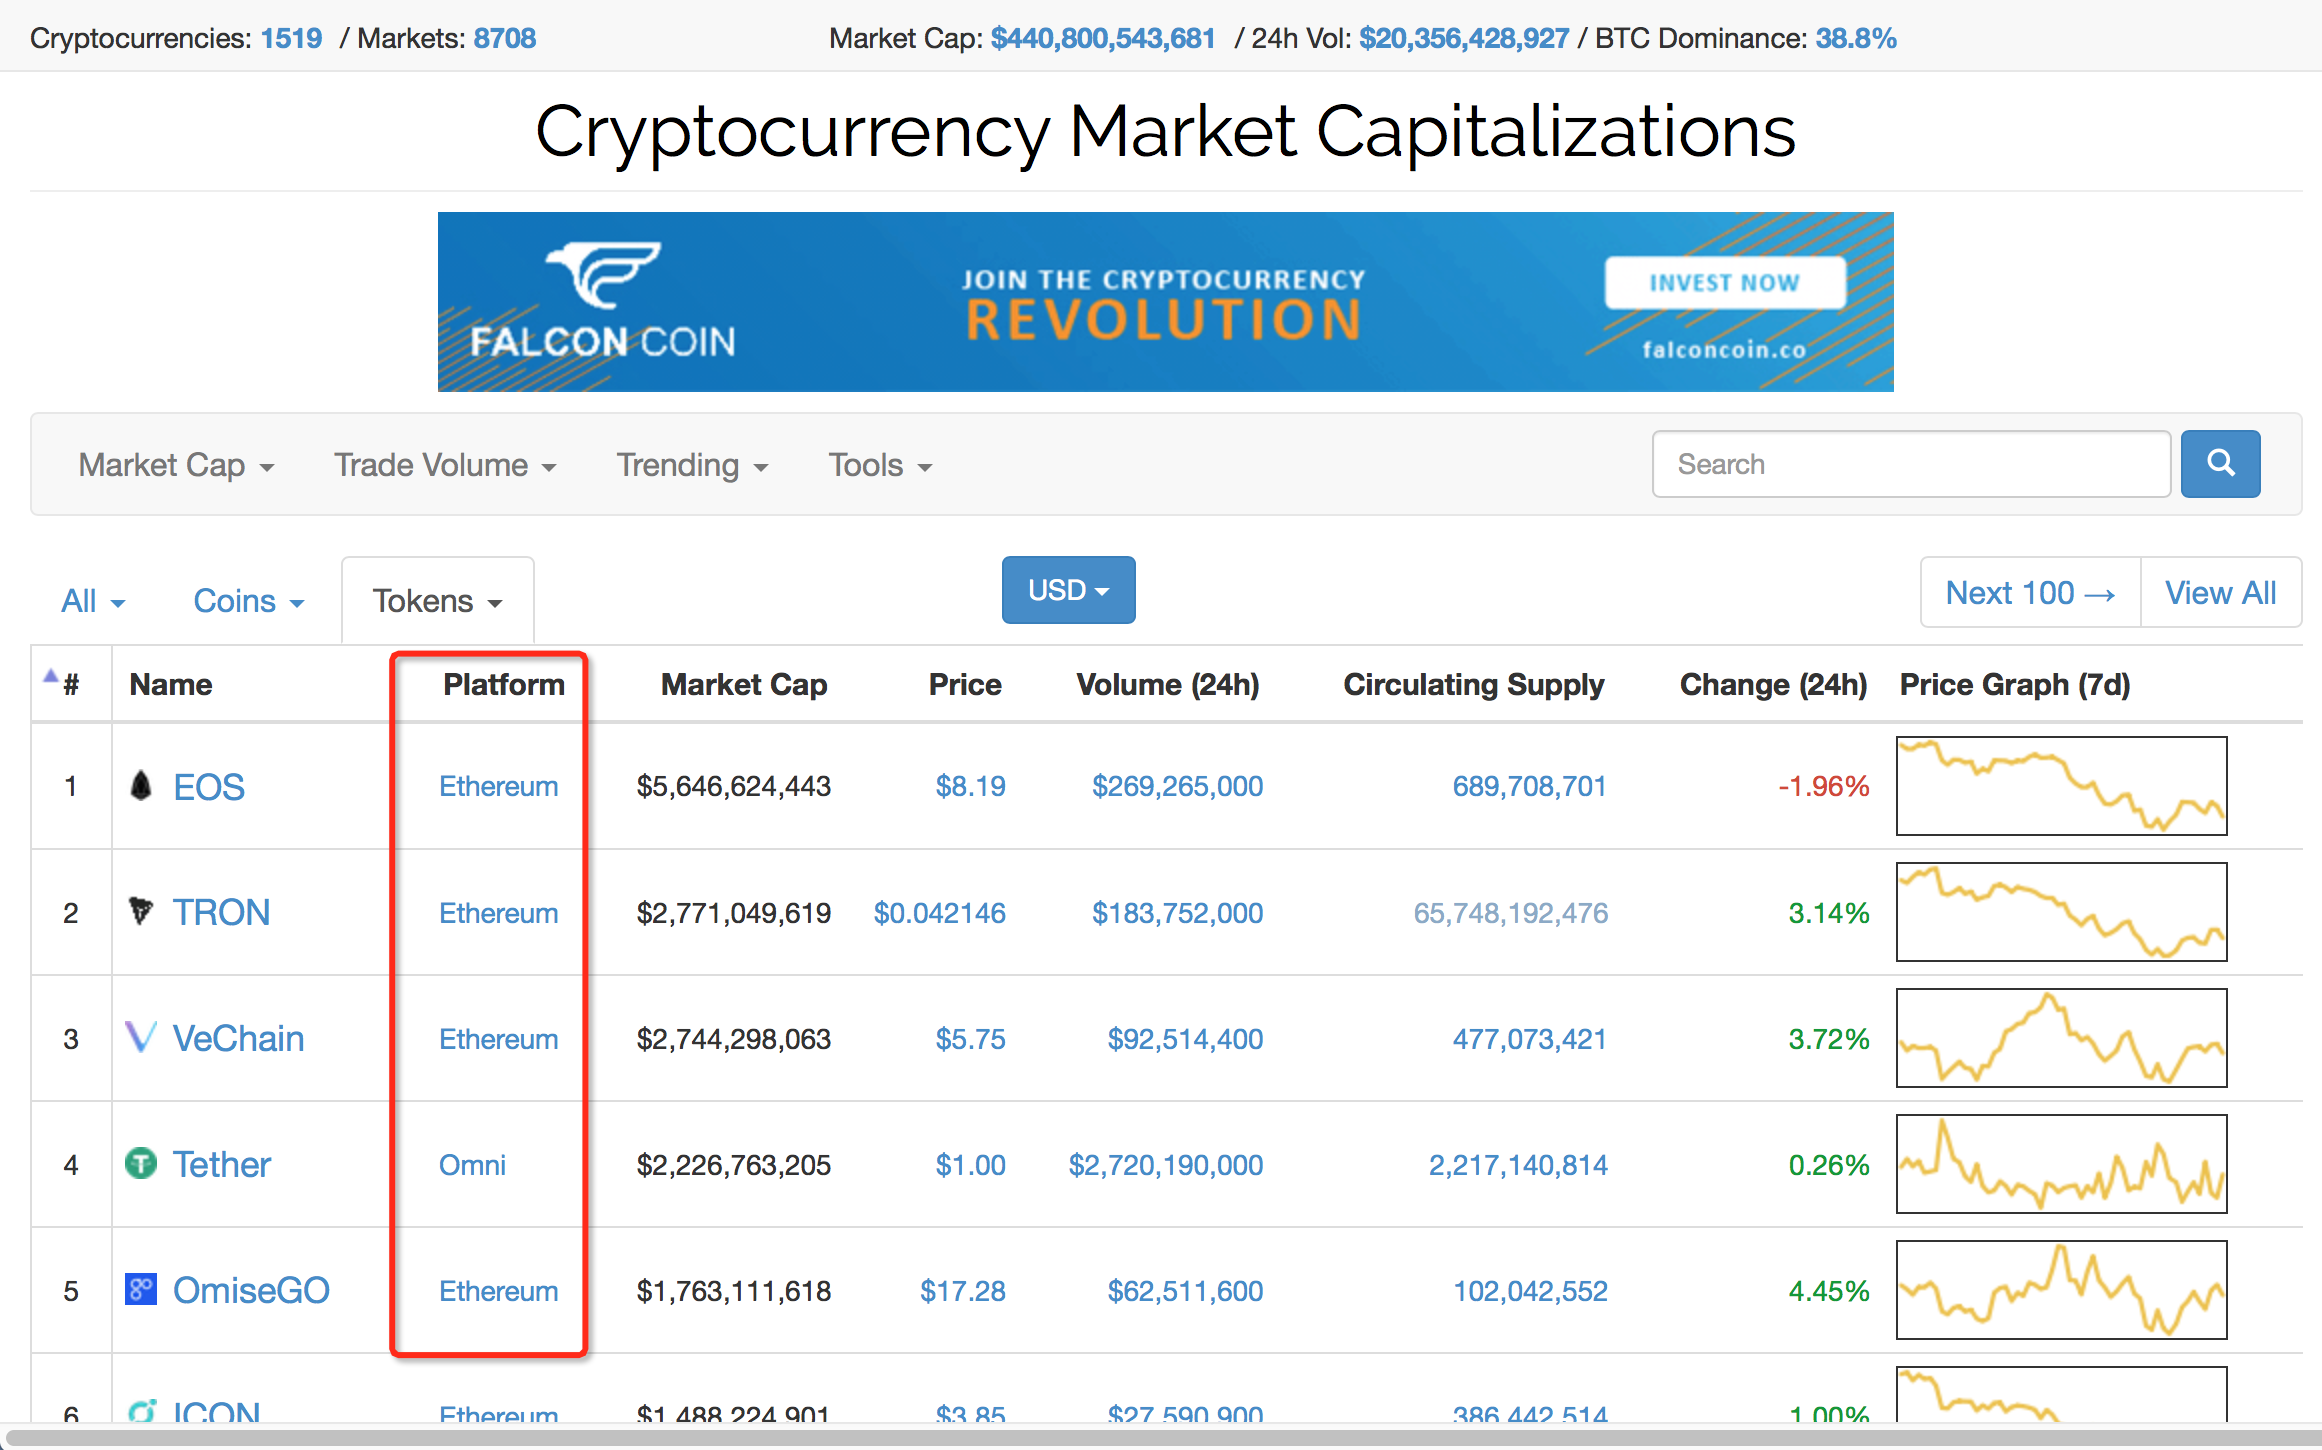 Cryptocurrencies: 1519 / Markets: 8708 Market Cap: $440,800,543,681 / 24h Vol: $20,356,428,927 / BTC Dominance: 38.8%
Cryptocurrency Market Capitalizations
FALCON COIN
JOIN THE CRYPTOCURRENCY
REVOLUTION
INVEST NOW
falconcoin.co
Market Cap Trade Volume Trending Tools Search
All Coins Tokens USD Next 100 → View All
# Name Platform Market Cap Price Volume (24h) Circulating Supply Change (24h) Price Graph (7d)
1 EOS Ethereum $5,646,624,443 $8.19 $269,265,000 689,708,701 -1.96%
2 TRON Ethereum $2,771,049,619 $0.042146 $183,752,000 65,748,192,476 3.14%
3 VeChain Ethereum $2,744,298,063 $5.75 $92,514,400 477,073,421 3.72%
4 Tether Omni $2,226,763,205 $1.00 $2,720,190,000 2,217,140,814 0.26%
5 OmiseGO Ethereum $1,763,111,618 $17.28 $62,511,600 102,042,552 4.45%
6 ICON Ethereum $1,488,224,901 $3.85 $27,590,900 386,442,514 1.00%